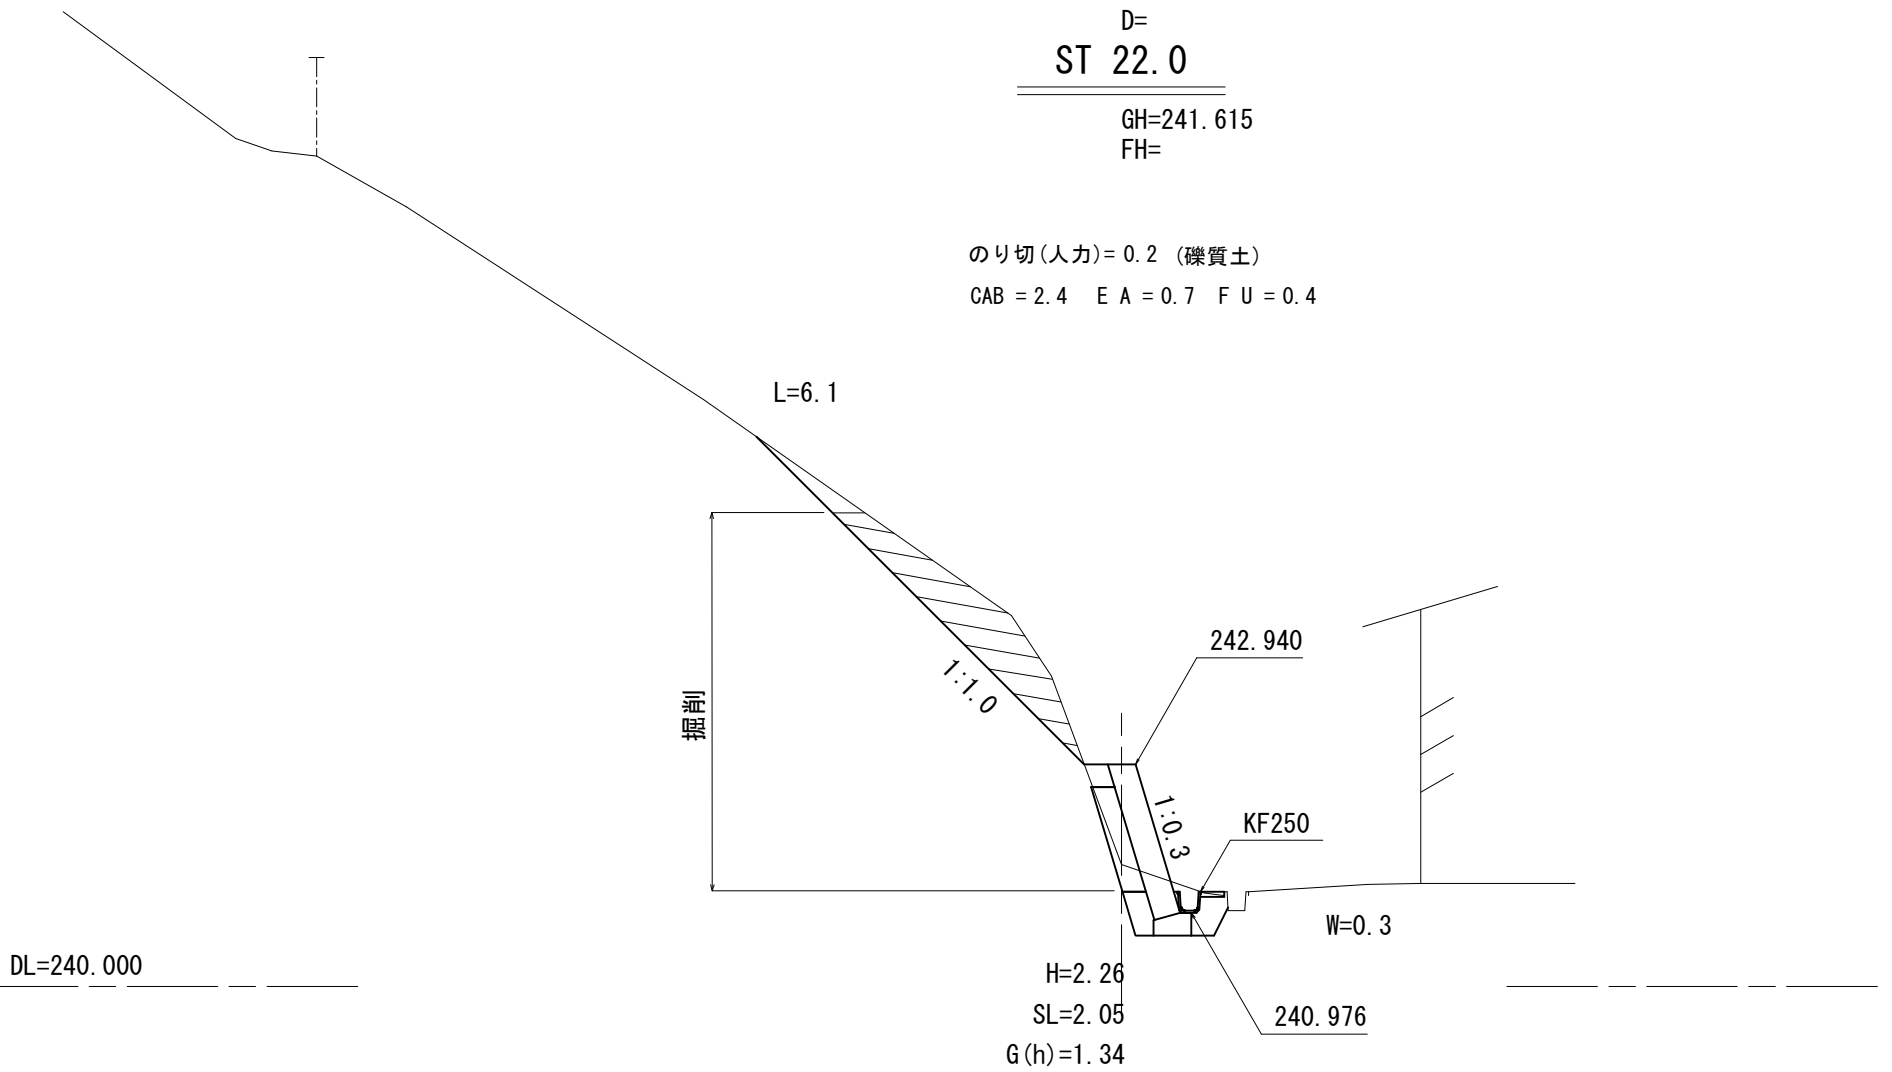 D=
ST 22.0
GH=241.615
FH=
のり切(人力)= 0.2 (礫質土)
CAB = 2.4 E A = 0.7 F U = 0.4
L=6.1
242.940
1:1.0
掘削
1:0.3
KF250
W=0.3
DL=240.000
H=2.26
SL=2.05
240.976
G(h)=1.34